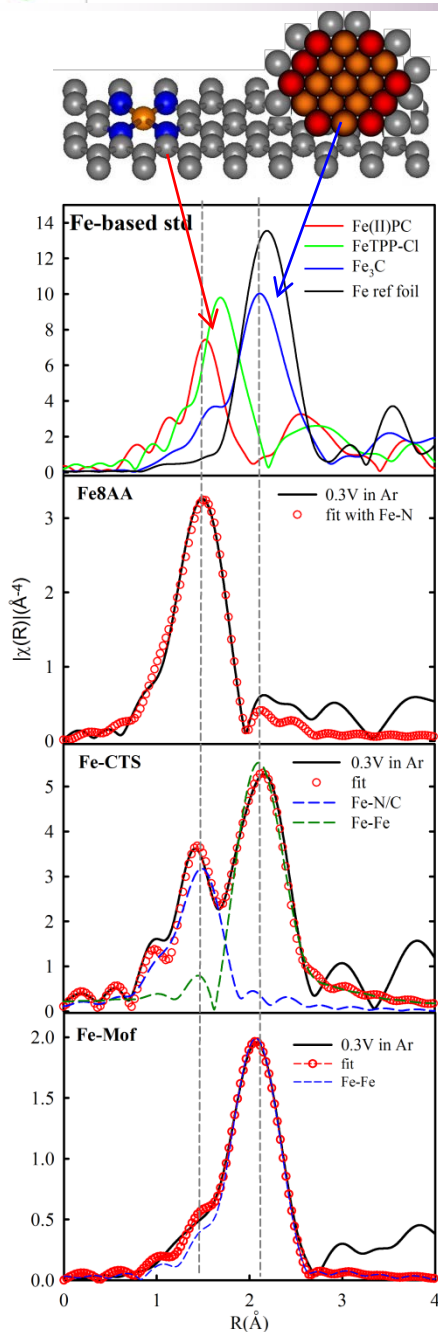 Fe-based std
Fe(II)PC
FeTPP-Cl
Fe₃C
Fe ref foil
14
12
10
8
6
4
2
0
Fe8AA
0.3V in Ar
fit with Fe-N
3
2
1
0
|χ(R)|(Å⁻⁴)
Fe-CTS
0.3V in Ar
fit
Fe-N/C
Fe-Fe
5
4
3
2
1
0
Fe-Mof
0.3V in Ar
fit
Fe-Fe
2.0
1.5
1.0
0.5
0.0
0 1 2 3 4
R(Å)